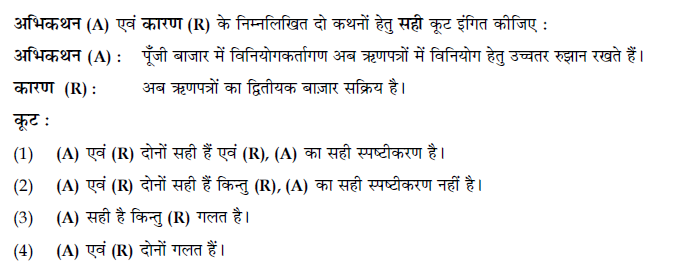 अभिकथन (A) एवं कारण (R) के निम्नलिखित दो कथनों हेतु सही कूट इंगित कीजिए :
अभिकथन (A) : पूँजी बाजार में विनियोगकर्तागण अब ऋणपत्रों में विनियोग हेतु उच्चतर रुझान रखते हैं।
कारण (R) : अब ऋणपत्रों का द्वितीयक बाज़ार सक्रिय है।
कूट :
(1) (A) एवं (R) दोनों सही हैं एवं (R), (A) का सही स्पष्टीकरण है।
(2) (A) एवं (R) दोनों सही हैं किन्तु (R), (A) का सही स्पष्टीकरण नहीं है।
(3) (A) सही है किन्तु (R) गलत है।
(4) (A) एवं (R) दोनों गलत हैं।